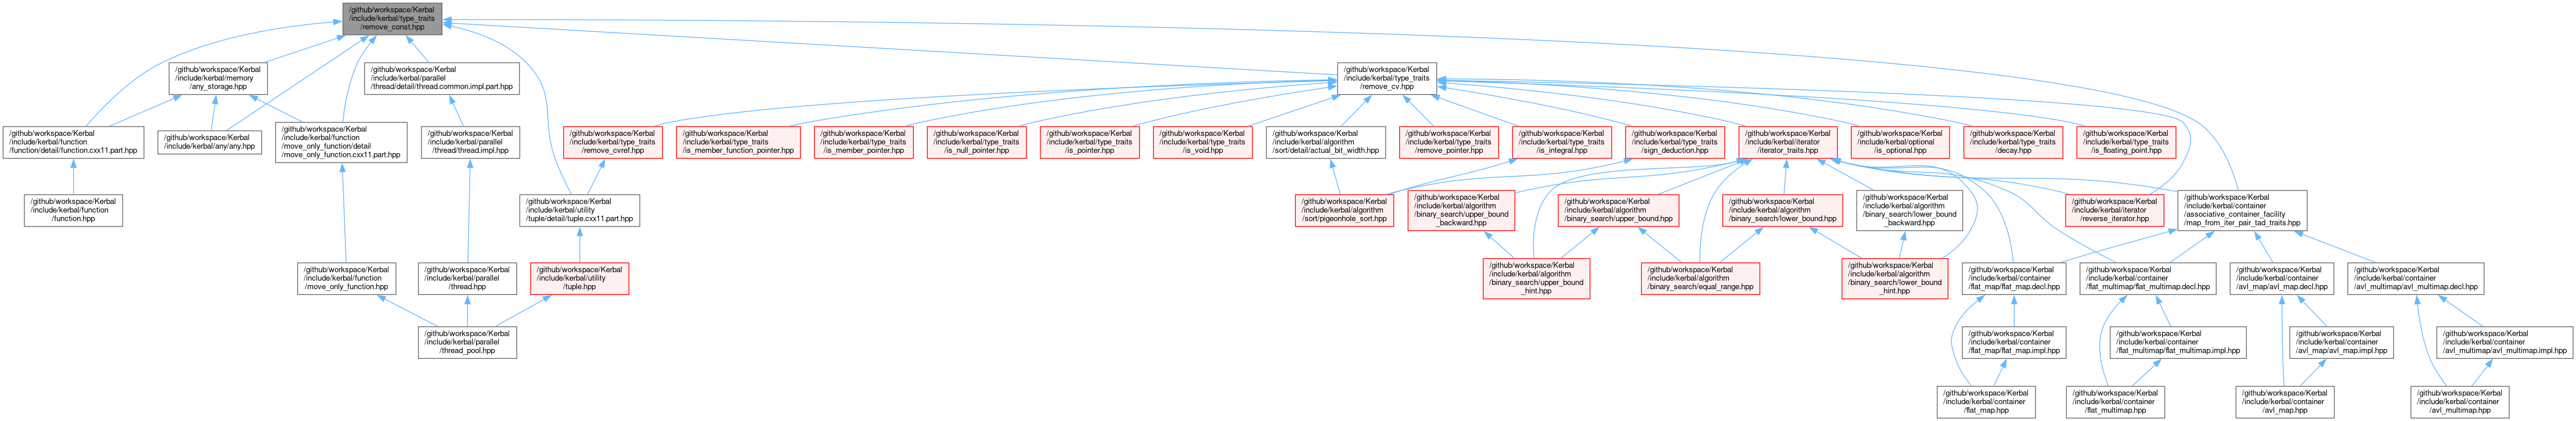 /github/workspace/Kerbal
/include/kerbal/type_traits
/remove_const.hpp
/github/workspace/Kerbal
/include/kerbal/memory
/any_storage.hpp
/github/workspace/Kerbal
/include/kerbal/parallel
/thread/detail/thread.common.impl.part.hpp
/github/workspace/Kerbal
/include/kerbal/type_traits
/remove_cv.hpp
/github/workspace/Kerbal
/include/kerbal/function
/function/detail/function.cxx11.part.hpp
/github/workspace/Kerbal
/include/kerbal/any/any.hpp
/github/workspace/Kerbal
/include/kerbal/function
/move_only_function/detail
/move_only_function.cxx11.part.hpp
/github/workspace/Kerbal
/include/kerbal/parallel
/thread/thread.impl.hpp
/github/workspace/Kerbal
/include/kerbal/type_traits
/remove_cvref.hpp
/github/workspace/Kerbal
/include/kerbal/type_traits
/is_member_function_pointer.hpp
/github/workspace/Kerbal
/include/kerbal/type_traits
/is_member_pointer.hpp
/github/workspace/Kerbal
/include/kerbal/type_traits
/is_null_pointer.hpp
/github/workspace/Kerbal
/include/kerbal/type_traits
/is_pointer.hpp
/github/workspace/Kerbal
/include/kerbal/type_traits
/is_void.hpp
/github/workspace/Kerbal
/include/kerbal/algorithm
/sort/detail/actual_bit_width.hpp
/github/workspace/Kerbal
/include/kerbal/type_traits
/remove_pointer.hpp
/github/workspace/Kerbal
/include/kerbal/type_traits
/is_integral.hpp
/github/workspace/Kerbal
/include/kerbal/type_traits
/sign_deduction.hpp
/github/workspace/Kerbal
/include/kerbal/iterator
/iterator_traits.hpp
/github/workspace/Kerbal
/include/kerbal/optional
/is_optional.hpp
/github/workspace/Kerbal
/include/kerbal/type_traits
/decay.hpp
/github/workspace/Kerbal
/include/kerbal/type_traits
/is_floating_point.hpp
/github/workspace/Kerbal
/include/kerbal/function
/function.hpp
/github/workspace/Kerbal
/include/kerbal/utility
/tuple/detail/tuple.cxx11.part.hpp
/github/workspace/Kerbal
/include/kerbal/algorithm
/sort/pigeonhole_sort.hpp
/github/workspace/Kerbal
/include/kerbal/algorithm
/binary_search/upper_bound
_backward.hpp
/github/workspace/Kerbal
/include/kerbal/algorithm
/binary_search/upper_bound.hpp
/github/workspace/Kerbal
/include/kerbal/algorithm
/binary_search/lower_bound.hpp
/github/workspace/Kerbal
/include/kerbal/algorithm
/binary_search/lower_bound
_backward.hpp
/github/workspace/Kerbal
/include/kerbal/iterator
/reverse_iterator.hpp
/github/workspace/Kerbal
/include/kerbal/container
/associative_container_facility
/map_from_iter_pair_tad_traits.hpp
/github/workspace/Kerbal
/include/kerbal/function
/move_only_function.hpp
/github/workspace/Kerbal
/include/kerbal/parallel
/thread.hpp
/github/workspace/Kerbal
/include/kerbal/utility
/tuple.hpp
/github/workspace/Kerbal
/include/kerbal/algorithm
/binary_search/upper_bound
_hint.hpp
/github/workspace/Kerbal
/include/kerbal/algorithm
/binary_search/equal_range.hpp
/github/workspace/Kerbal
/include/kerbal/algorithm
/binary_search/lower_bound
_hint.hpp
/github/workspace/Kerbal
/include/kerbal/container
/flat_map/flat_map.decl.hpp
/github/workspace/Kerbal
/include/kerbal/container
/flat_multimap/flat_multimap.decl.hpp
/github/workspace/Kerbal
/include/kerbal/container
/avl_map/avl_map.decl.hpp
/github/workspace/Kerbal
/include/kerbal/container
/avl_multimap/avl_multimap.decl.hpp
/github/workspace/Kerbal
/include/kerbal/parallel
/thread_pool.hpp
/github/workspace/Kerbal
/include/kerbal/container
/flat_map/flat_map.impl.hpp
/github/workspace/Kerbal
/include/kerbal/container
/flat_multimap/flat_multimap.impl.hpp
/github/workspace/Kerbal
/include/kerbal/container
/avl_map/avl_map.impl.hpp
/github/workspace/Kerbal
/include/kerbal/container
/avl_multimap/avl_multimap.impl.hpp
/github/workspace/Kerbal
/include/kerbal/container
/flat_map.hpp
/github/workspace/Kerbal
/include/kerbal/container
/flat_multimap.hpp
/github/workspace/Kerbal
/include/kerbal/container
/avl_map.hpp
/github/workspace/Kerbal
/include/kerbal/container
/avl_multimap.hpp